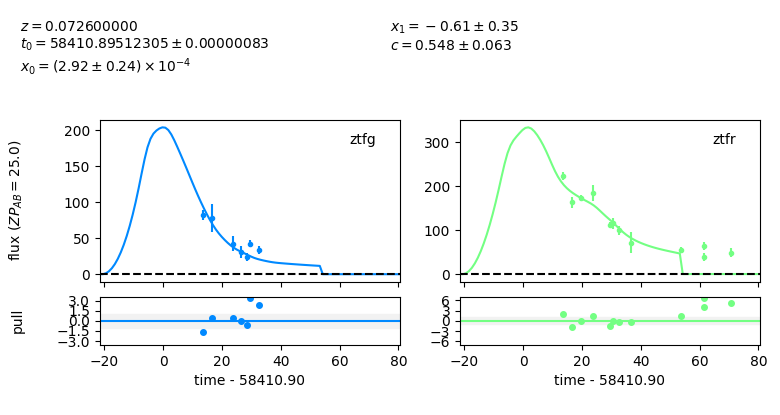 z = 0.072600000
t₀ = 58410.89512305 ± 0.00000083
x₀ = (2.92 ± 0.24) × 10⁻⁴
x₁ = −0.61 ± 0.35
c = 0.548 ± 0.063
flux (ZP_AB = 25.0)
200
150
100
50
0
ztfg
300
200
100
0
ztfr
pull
3.0
1.5
0.0
−1.5
−3.0
−20 0 20 40 60 80
time - 58410.90
6
3
0
−3
−6
−20 0 20 40 60 80
time - 58410.90